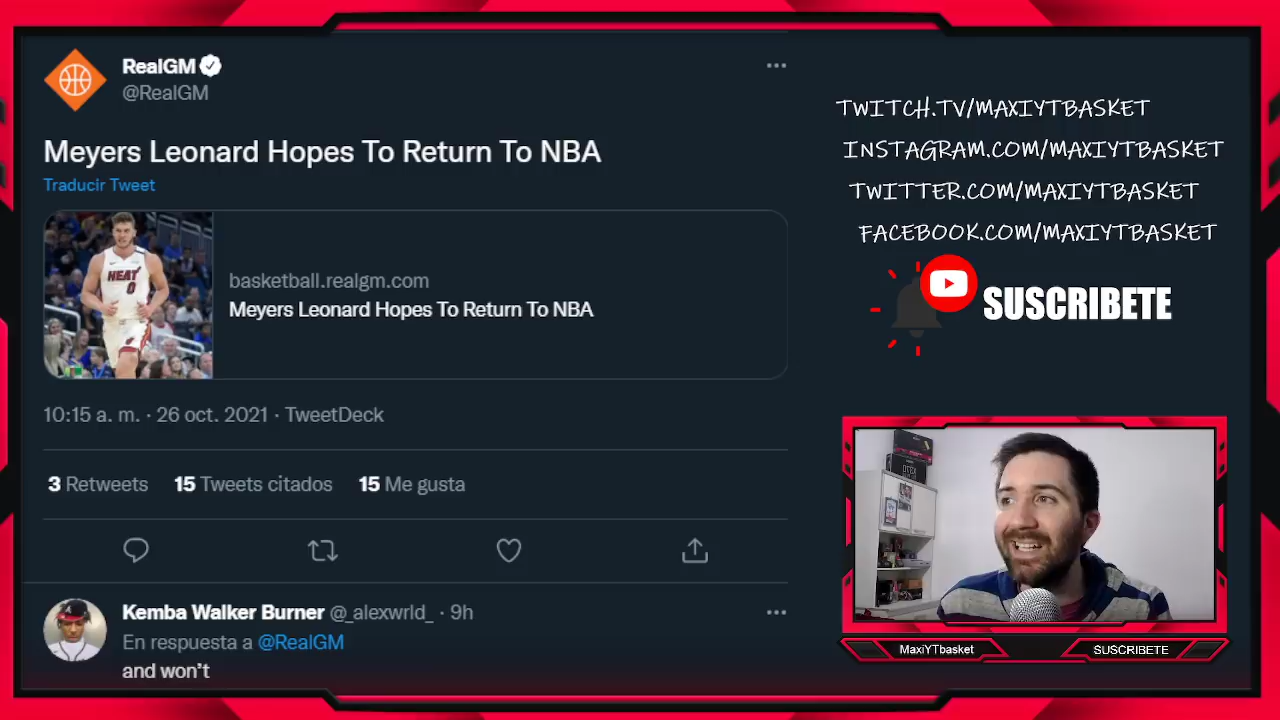 RealGM
@RealGM
Meyers Leonard Hopes To Return To NBA
Traducir Tweet
HEAT
0
basketball.realgm.com
Meyers Leonard Hopes To Return To NBA
10:15 a. m. · 26 oct. 2021 · TweetDeck
3 Retweets 15 Tweets citados 15 Me gusta
Kemba Walker Burner @_alexwrld_ · 9h
En respuesta a @RealGM
and won't
TWITCH.TV/MAXIYTBASKET
INSTAGRAM.COM/MAXIYTBASKET
TWITTER.COM/MAXIYTBASKET
FACEBOOK.COM/MAXIYTBASKET
SUSCRIBETE
MaxiYTbasket
SUSCRIBETE